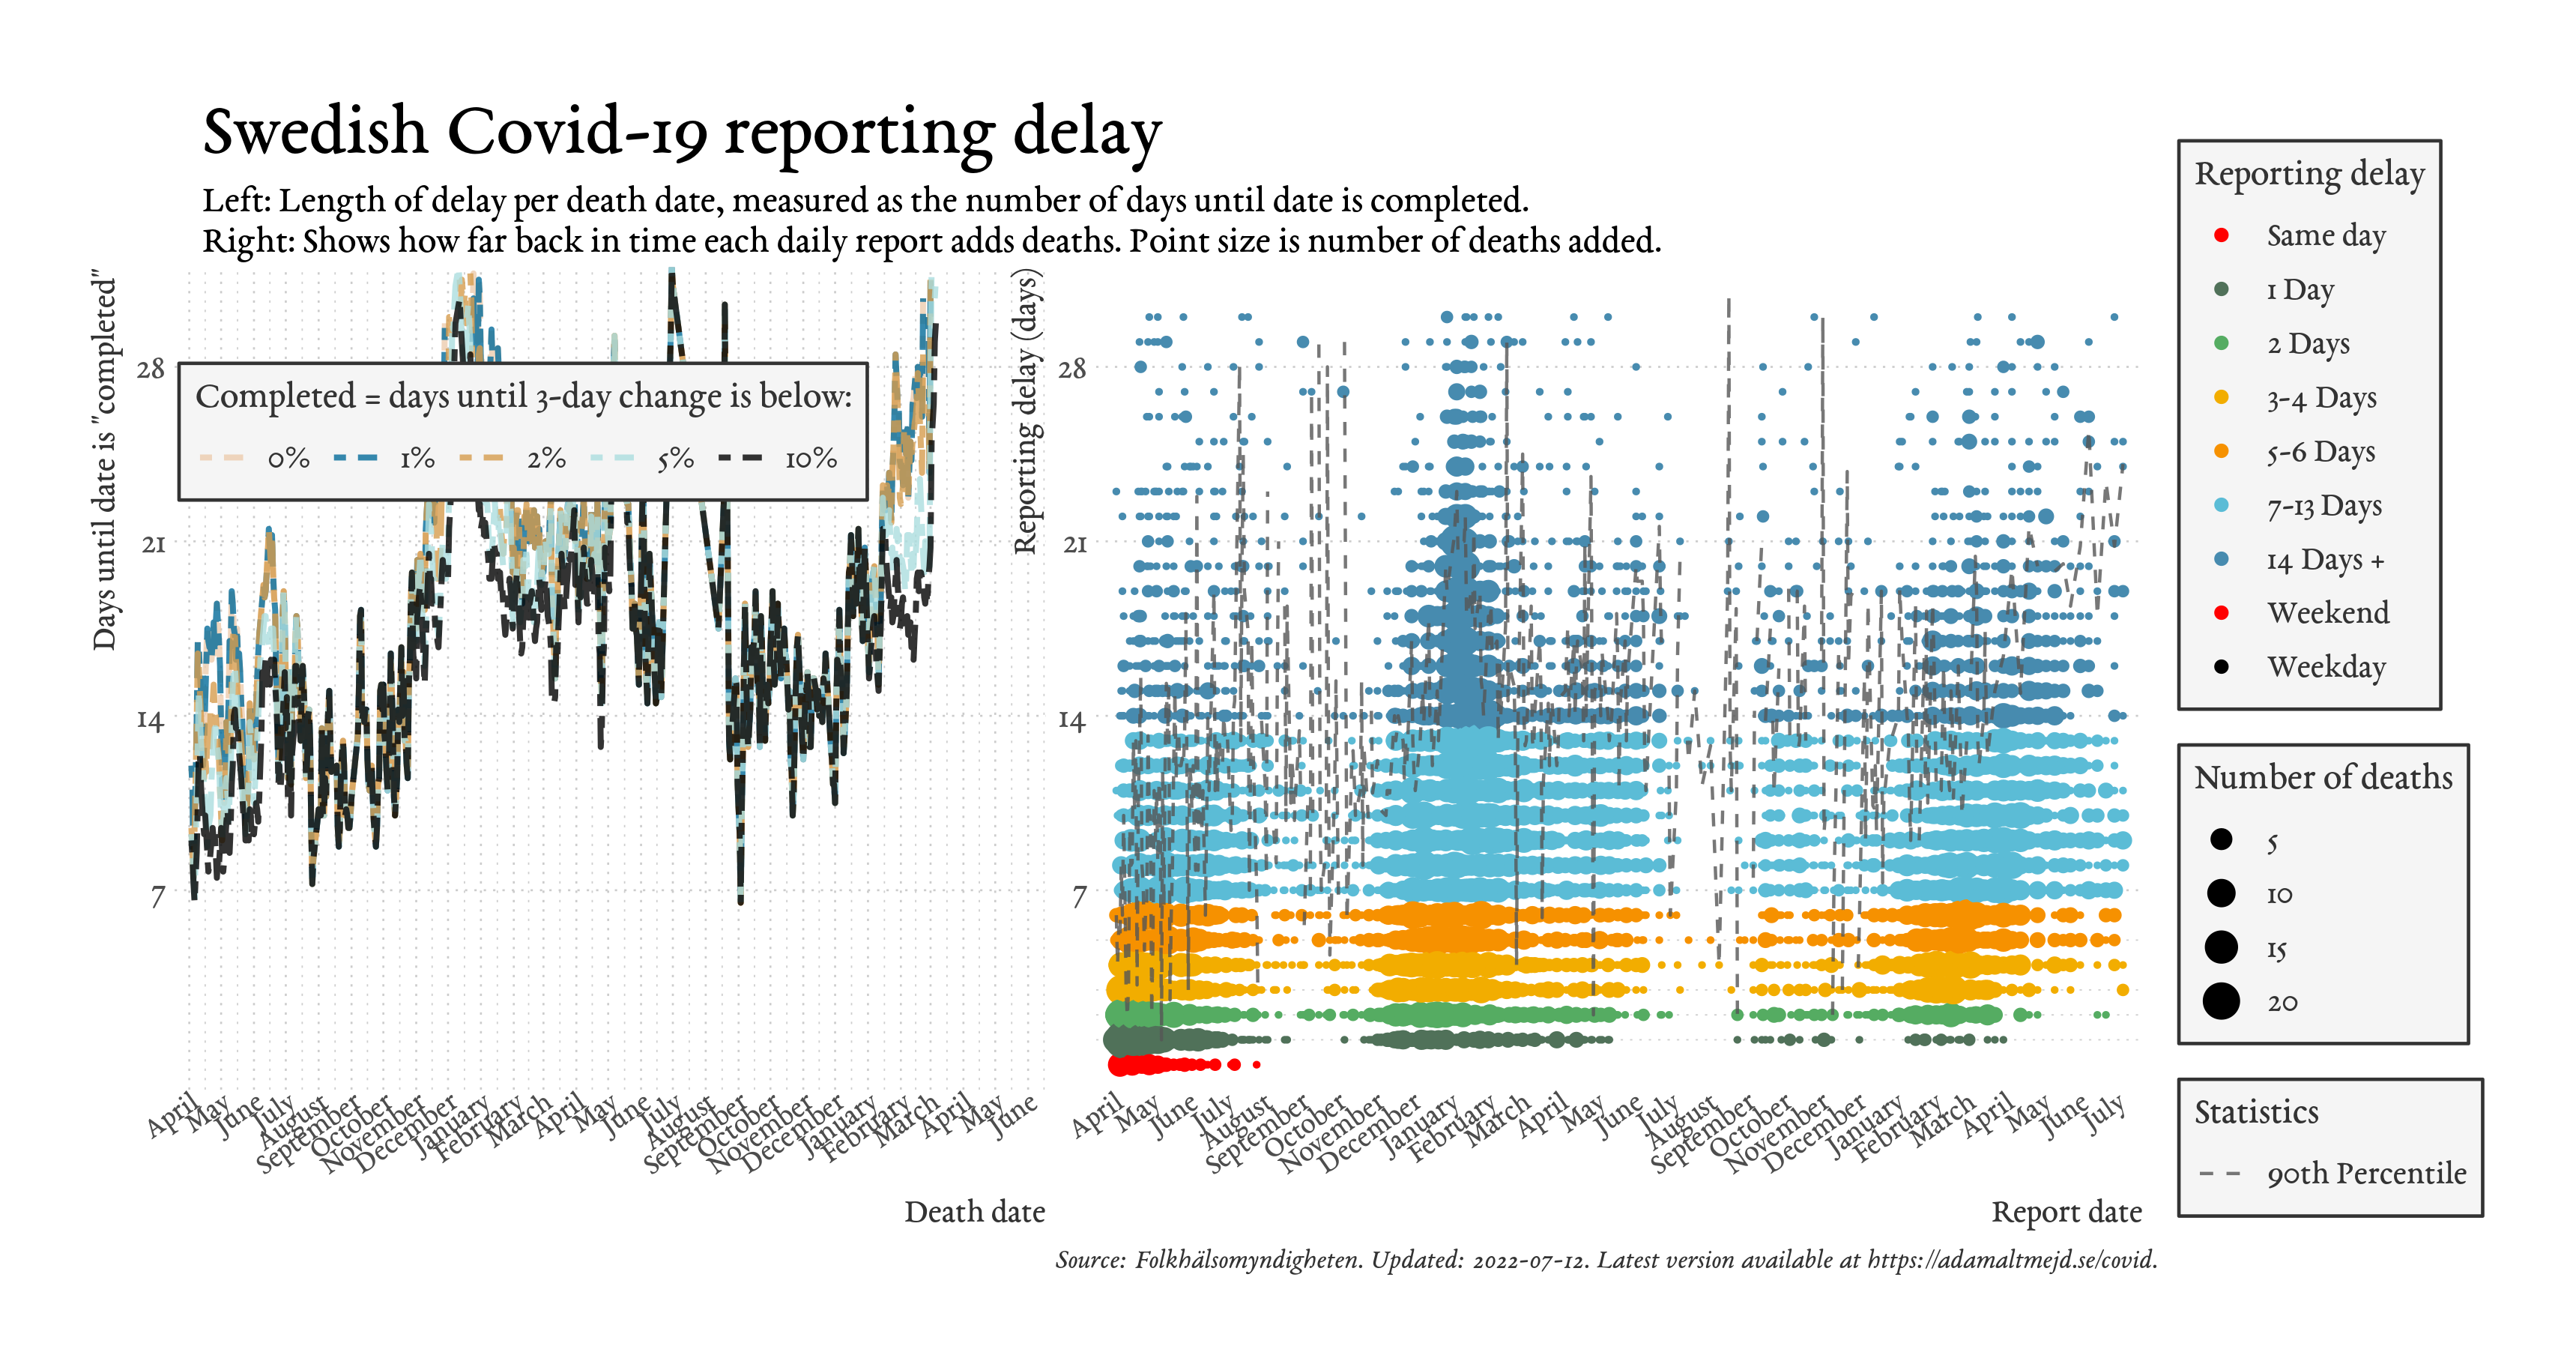 Swedish Covid-19 reporting delay
Left: Length of delay per death date, measured as the number of days until date is completed.
Right: Shows how far back in time each daily report adds deaths. Point size is number of deaths added.
Days until date is "completed"
28
21
14
7
Completed = days until 3-day change is below:
0% 1% 2% 5% 10%
April
May
June
July
August
September
October
November
December
January
February
March
April
May
June
July
August
September
October
November
December
January
February
March
April
May
June
Death date
Reporting delay (days)
28
21
14
7
April
May
June
July
August
September
October
November
December
January
February
March
April
May
June
July
August
September
October
November
December
January
February
March
April
May
June
July
Report date
Reporting delay
Same day
1 Day
2 Days
3-4 Days
5-6 Days
7-13 Days
14 Days +
Weekend
Weekday
Number of deaths
5
10
15
20
Statistics
90th Percentile
Source: Folkhälsomyndigheten. Updated: 2022-07-12. Latest version available at https://adamaltmejd.se/covid.